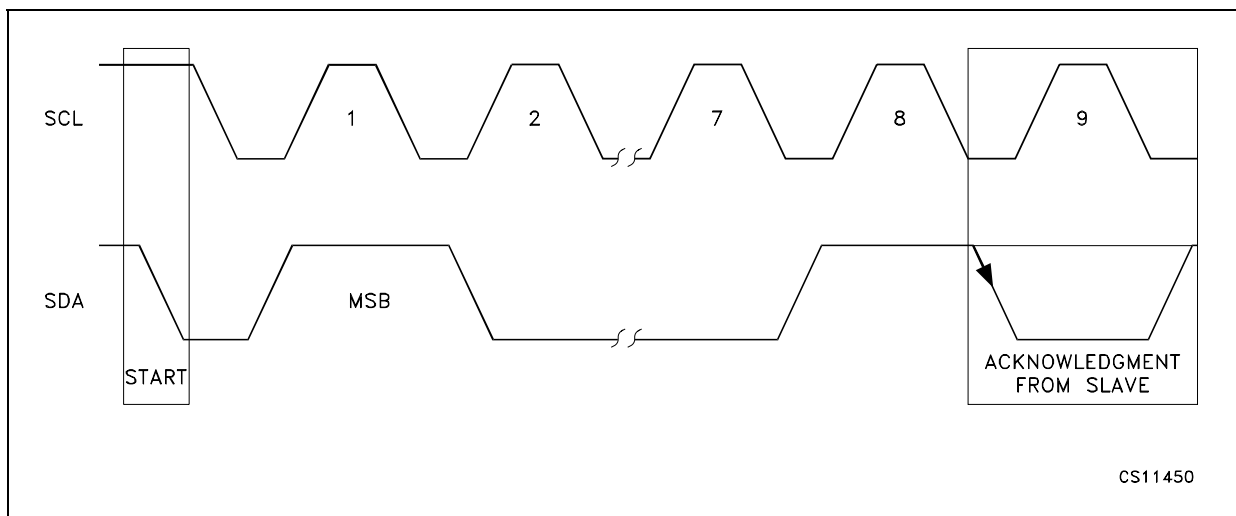 SCL
1 2 7 8 9
SDA
MSB
START
ACKNOWLEDGMENT
FROM SLAVE
CS11450